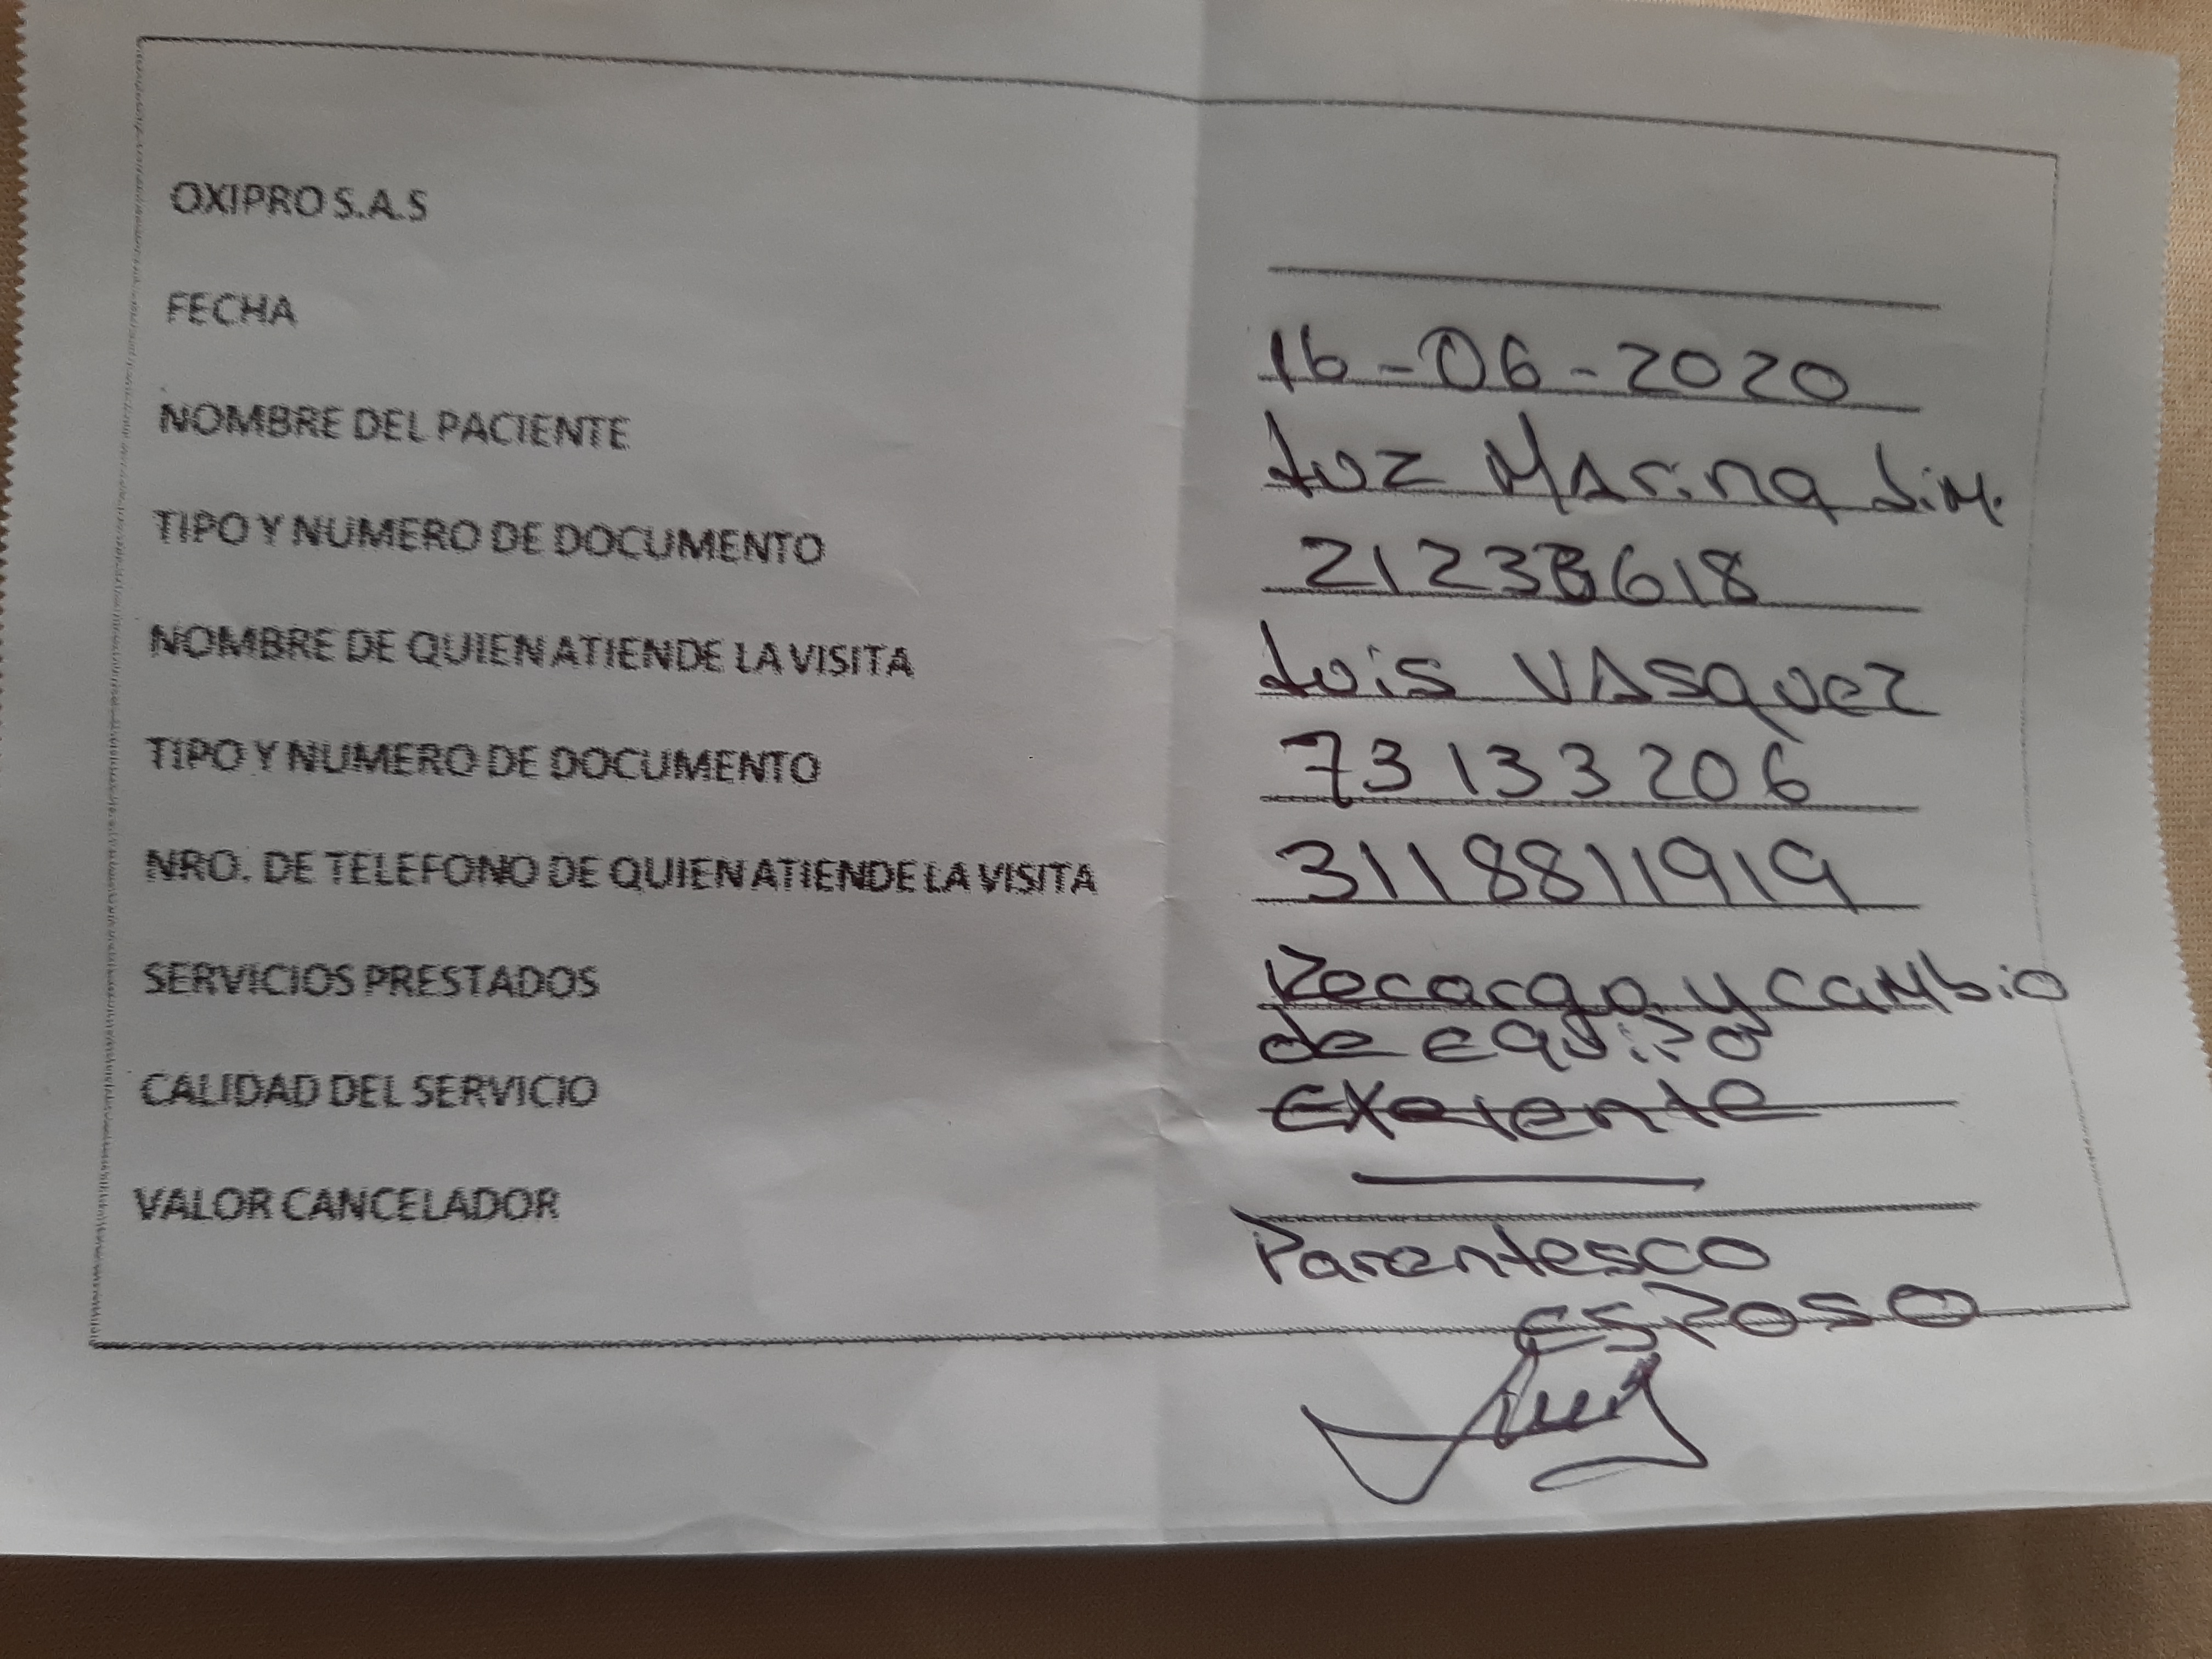 OXIPRO S.A.S
FECHA 16-06-2020
NOMBRE DEL PACIENTE Luz Marina
TIPO Y NUMERO DE DOCUMENTO
NOMBRE DE QUIEN ATIENDE LA VISITA Luis VAsquez
TIPO Y NUMERO DE DOCUMENTO 73133206
NRO. DE TELEFONO DE QUIEN ATIENDE LA VISITA 3118811919
SERVICIOS PRESTADOS Recarga y cambio
de equipo
CALIDAD DEL SERVICIO Exelente
VALOR CANCELADOR
Parentesco
esposo